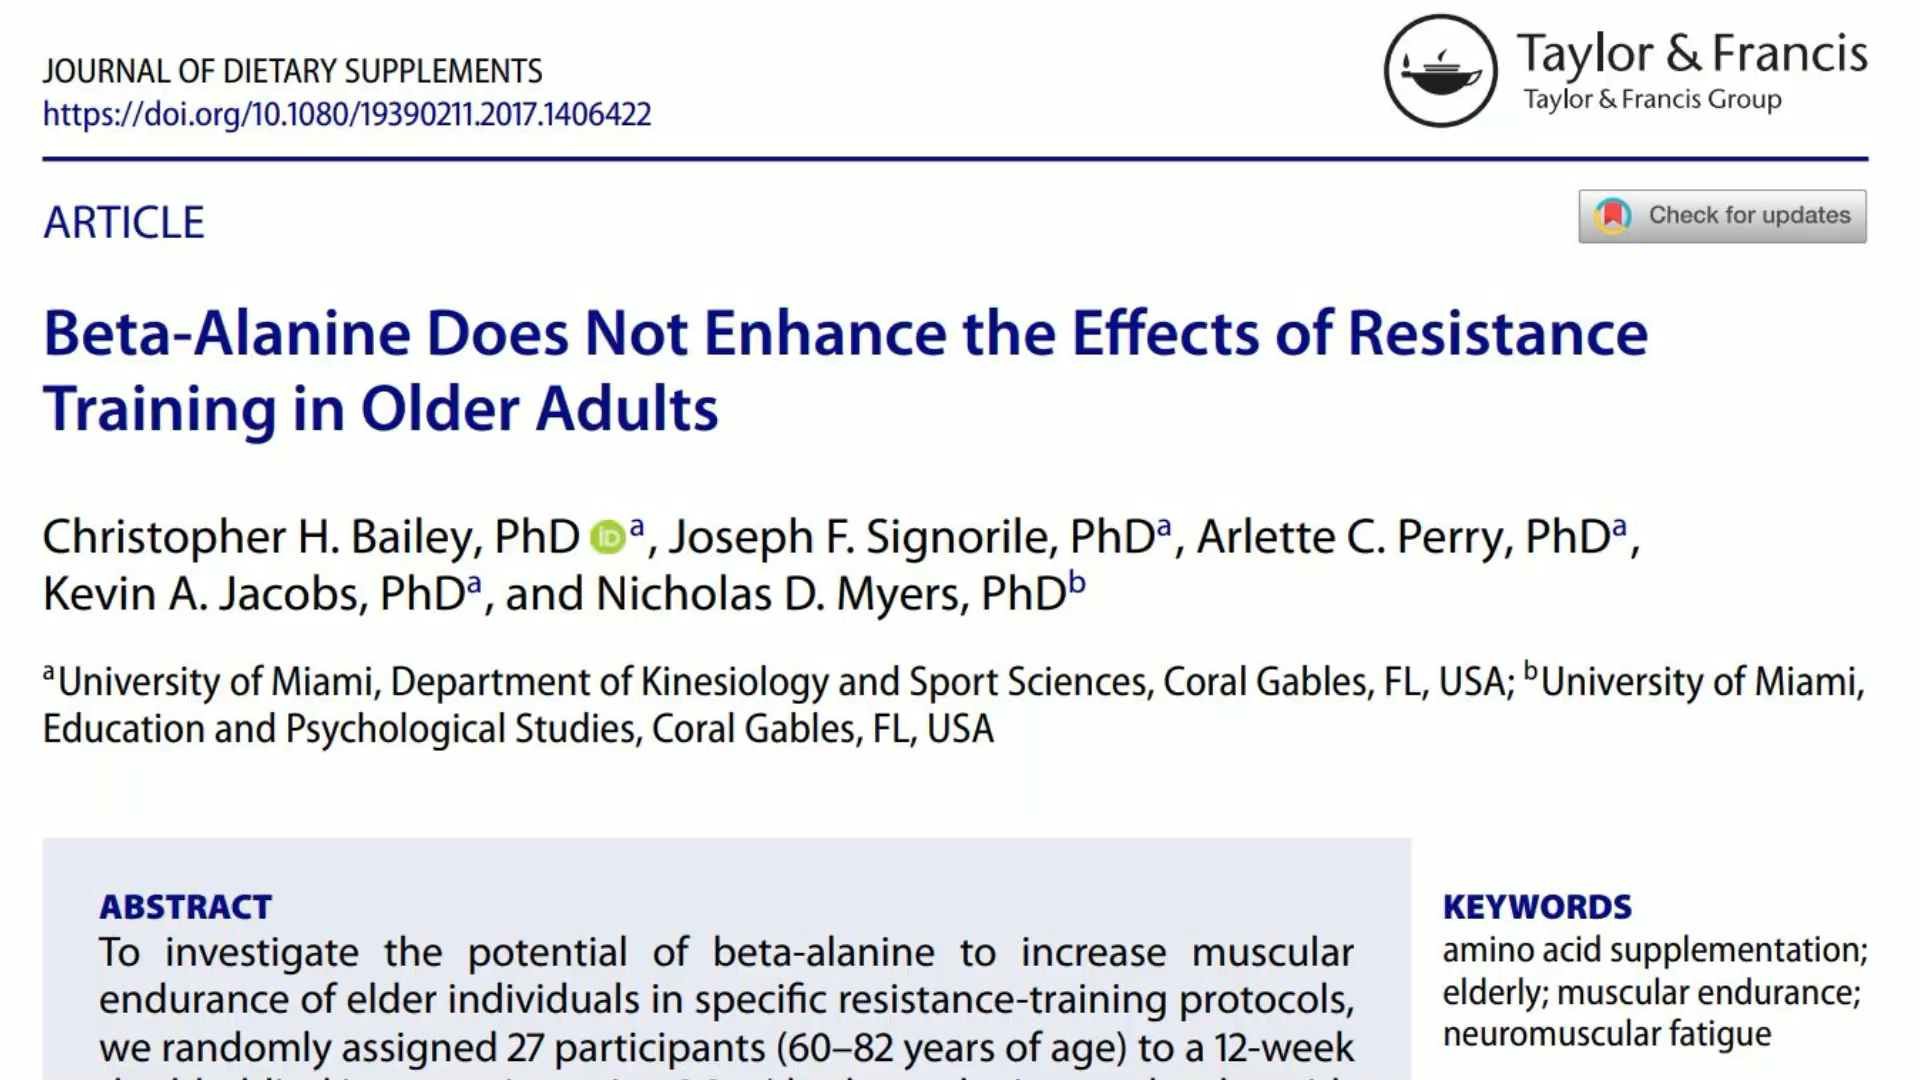 JOURNAL OF DIETARY SUPPLEMENTS
https://doi.org/10.1080/19390211.2017.1406422
Taylor & Francis
Taylor & Francis Group
ARTICLE
Check for updates
Beta-Alanine Does Not Enhance the Effects of Resistance
Training in Older Adults
Christopher H. Bailey, PhD iD a, Joseph F. Signorile, PhDa, Arlette C. Perry, PhDa,
Kevin A. Jacobs, PhDa, and Nicholas D. Myers, PhDb
aUniversity of Miami, Department of Kinesiology and Sport Sciences, Coral Gables, FL, USA; bUniversity of Miami,
Education and Psychological Studies, Coral Gables, FL, USA
ABSTRACT
To investigate the potential of beta-alanine to increase muscular
endurance of elder individuals in specific resistance-training protocols,
we randomly assigned 27 participants (60–82 years of age) to a 12-week
KEYWORDS
amino acid supplementation;
elderly; muscular endurance;
neuromuscular fatigue